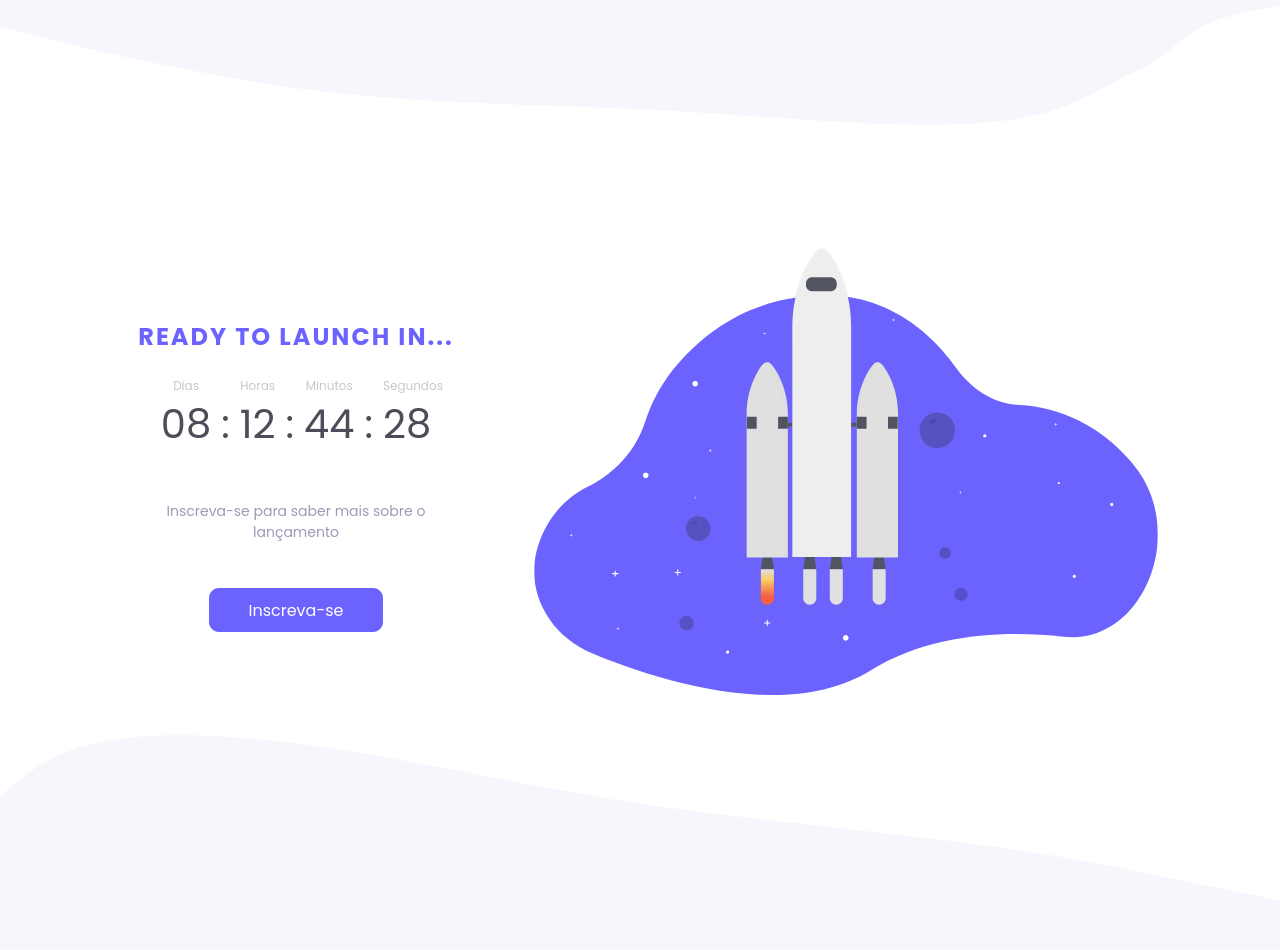 READY TO LAUNCH IN...
Dias Horas Minutos Segundos
08 : 12 : 44 : 28
Inscreva-se para saber mais sobre o
lançamento
Inscreva-se